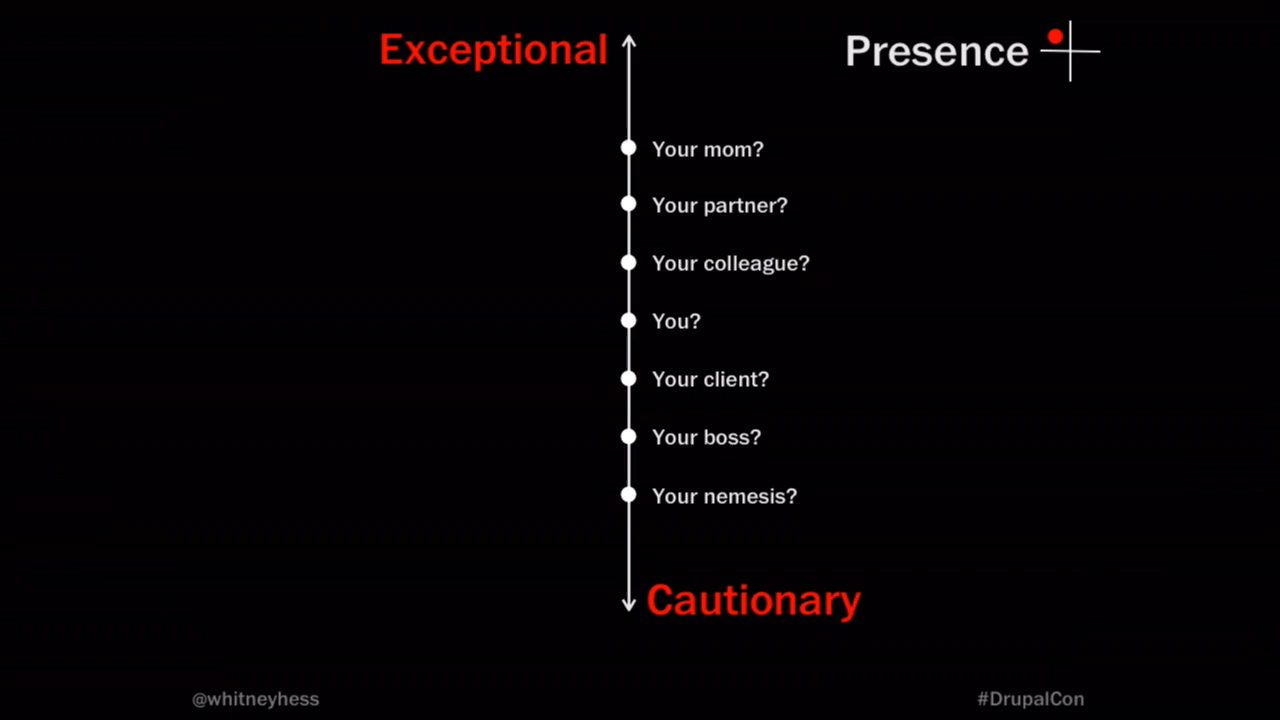 Exceptional
Presence
Your mom?
Your partner?
Your colleague?
You?
Your client?
Your boss?
Your nemesis?
Cautionary
@whitneyhess
#DrupalCon